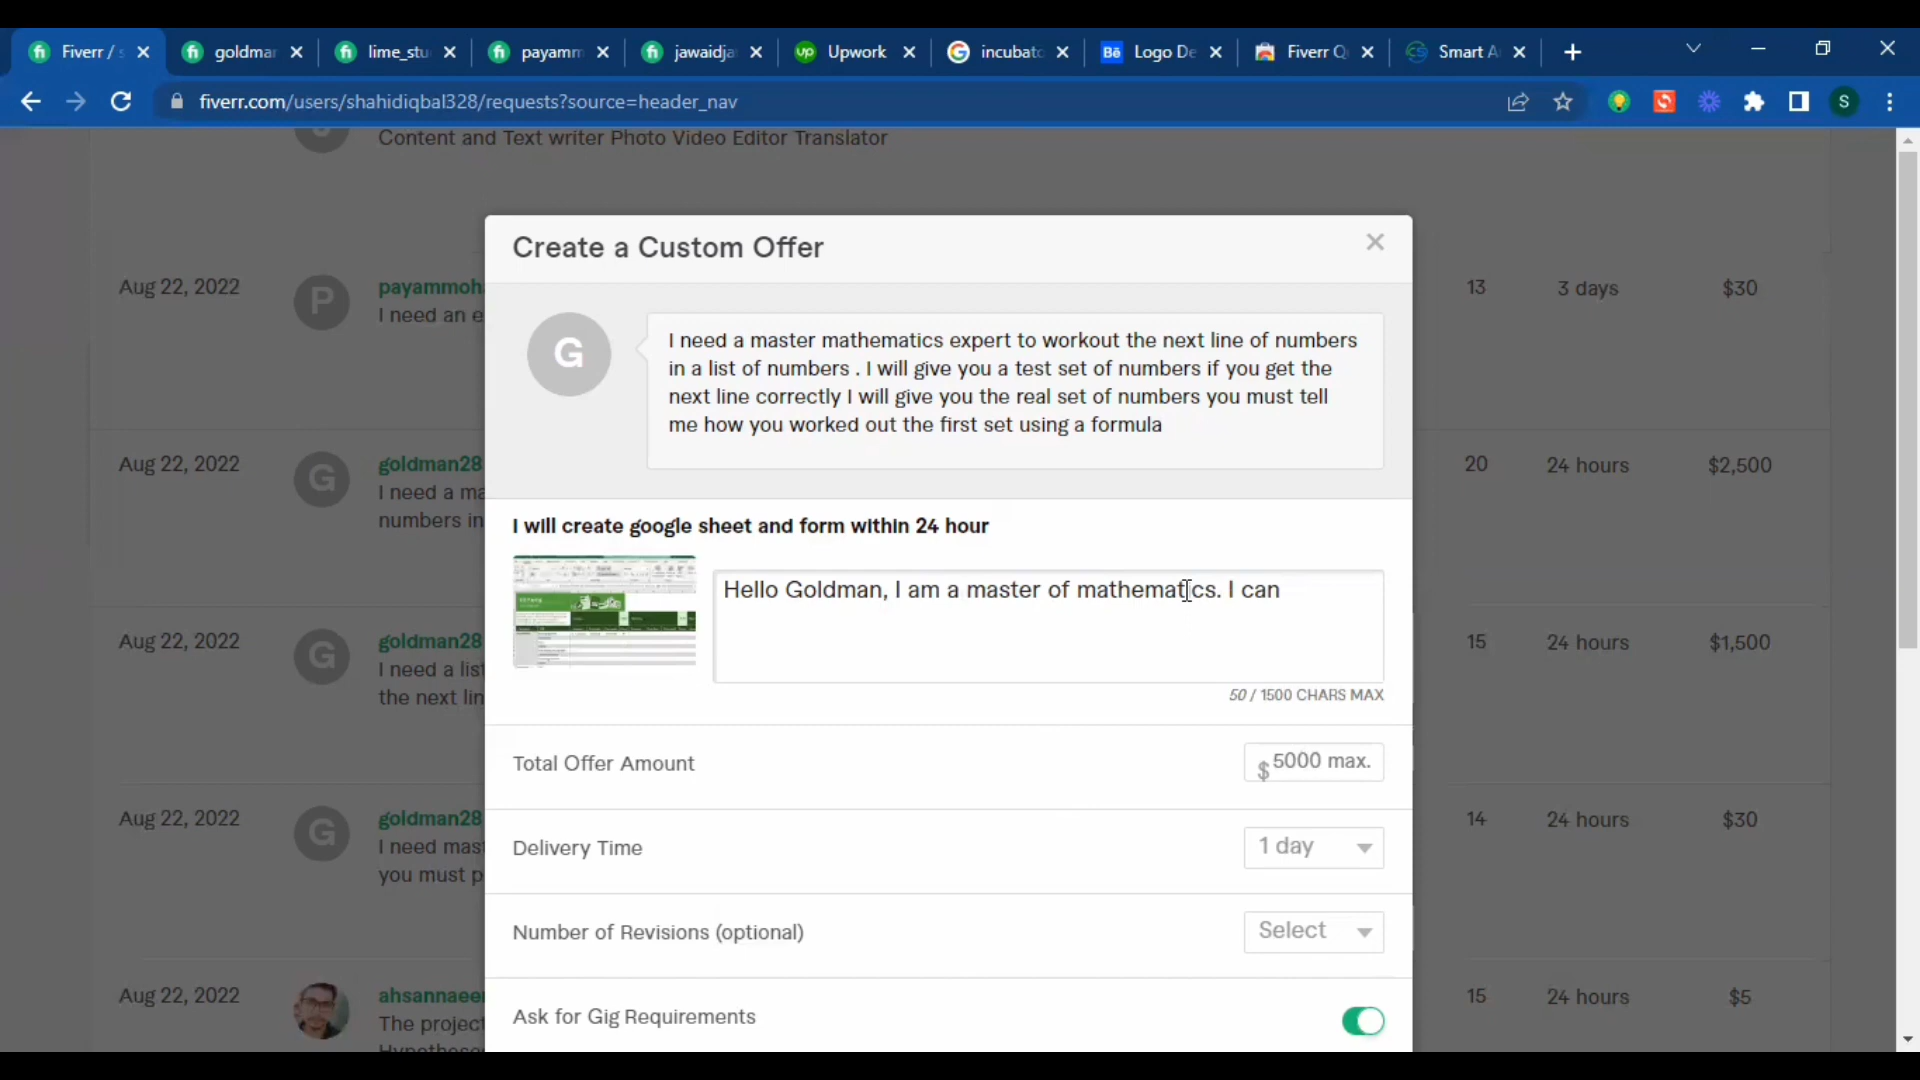 Fiverr / s
goldmar
lime_stu
payamm
jawaidja
Upwork
incubato
Logo De
Fiverr Q
Smart A
fiverr.com/users/shahidiqbal328/requests?source=header_nav
S
Content and Text writer Photo Video Editor Translator
Create a Custom Offer
Aug 22, 2022
P
payammoh
I need an e
13
3 days
$30
G
I need a master mathematics expert to workout the next line of numbers
in a list of numbers . I will give you a test set of numbers if you get the
next line correctly I will give you the real set of numbers you must tell
me how you worked out the first set using a formula
Aug 22, 2022
G
goldman28
I need a ma
numbers in
20
24 hours
$2,500
I will create google sheet and form within 24 hour
Hello Goldman, I am a master of mathematics. I can
50 / 1500 CHARS MAX
Aug 22, 2022
G
goldman28
I need a list
the next lin
15
24 hours
$1,500
Total Offer Amount
$ 5000 max.
Aug 22, 2022
G
goldman28
I need mas
you must p
14
24 hours
$30
Delivery Time
1 day
Number of Revisions (optional)
Select
Aug 22, 2022
ahsannaee
The project
15
24 hours
$5
Ask for Gig Requirements